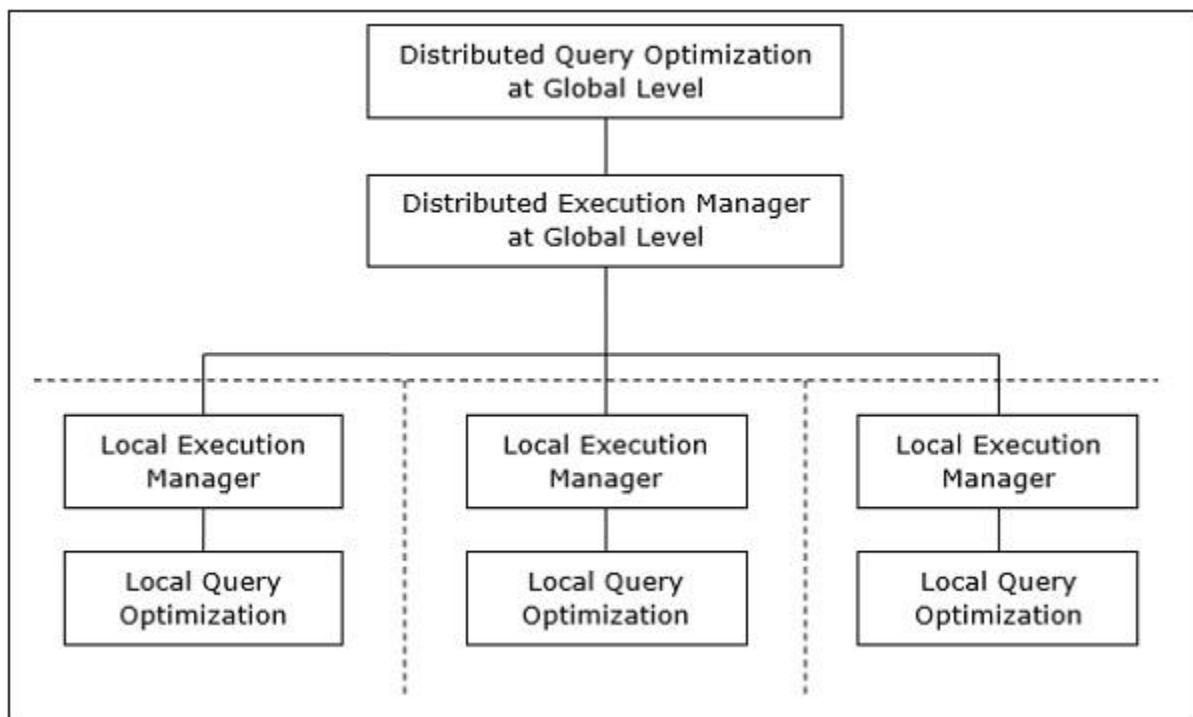 Distributed Query Optimization
at Global Level
Distributed Execution Manager
at Global Level
Local Execution
Manager
Local Execution
Manager
Local Execution
Manager
Local Query
Optimization
Local Query
Optimization
Local Query
Optimization